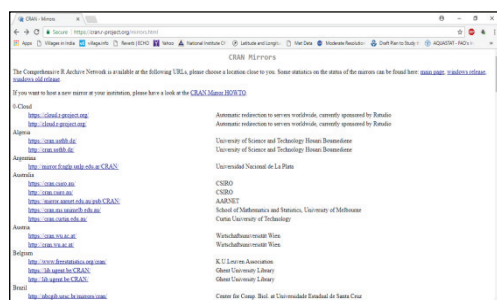 CRAN - Mirrors
Secure | https://cran.r-project.org/mirrors.html
Apps Villages in India villageinfo Revert | ECHO Yahoo National Institute Of Latitude and Longit Met Data Moderate Resolution Draft Plan to Study F AQUASTAT - FAO's
CRAN Mirrors
The Comprehensive R Archive Network is available at the following URLs, please choose a location close to you. Some statistics on the status of the mirrors can be found here: main page, windows release, windows old release.
If you want to host a new mirror at your institution, please have a look at the CRAN Mirror HOWTO.
0-Cloud
https://cloud.r-project.org/ Automatic redirection to servers worldwide, currently sponsored by Rstudio
http://cloud.r-project.org/ Automatic redirection to servers worldwide, currently sponsored by Rstudio
Algeria
https://cran.usthb.dz/ University of Science and Technology Houari Boumediene
http://cran.usthb.dz/ University of Science and Technology Houari Boumediene
Argentina
http://mirror.fcaglp.unlp.edu.ar/CRAN/ Universidad Nacional de La Plata
Australia
https://cran.csiro.au/ CSIRO
http://cran.csiro.au/ CSIRO
https://mirror.aarnet.edu.au/pub/CRAN/ AARNET
https://cran.ms.unimelb.edu.au/ School of Mathematics and Statistics, University of Melbourne
https://cran.curtin.edu.au/ Curtin University of Technology
Austria
https://cran.wu.ac.at/ Wirtschaftsuniversität Wien
http://cran.wu.ac.at/ Wirtschaftsuniversität Wien
Belgium
http://www.freestatistics.org/cran/ K.U.Leuven Association
https://lib.ugent.be/CRAN/ Ghent University Library
http://lib.ugent.be/CRAN/ Ghent University Library
Brazil
http://nbcgib.uesc.br/mirrors/cran/ Center for Comp. Biol. at Universidade Estadual de Santa Cruz